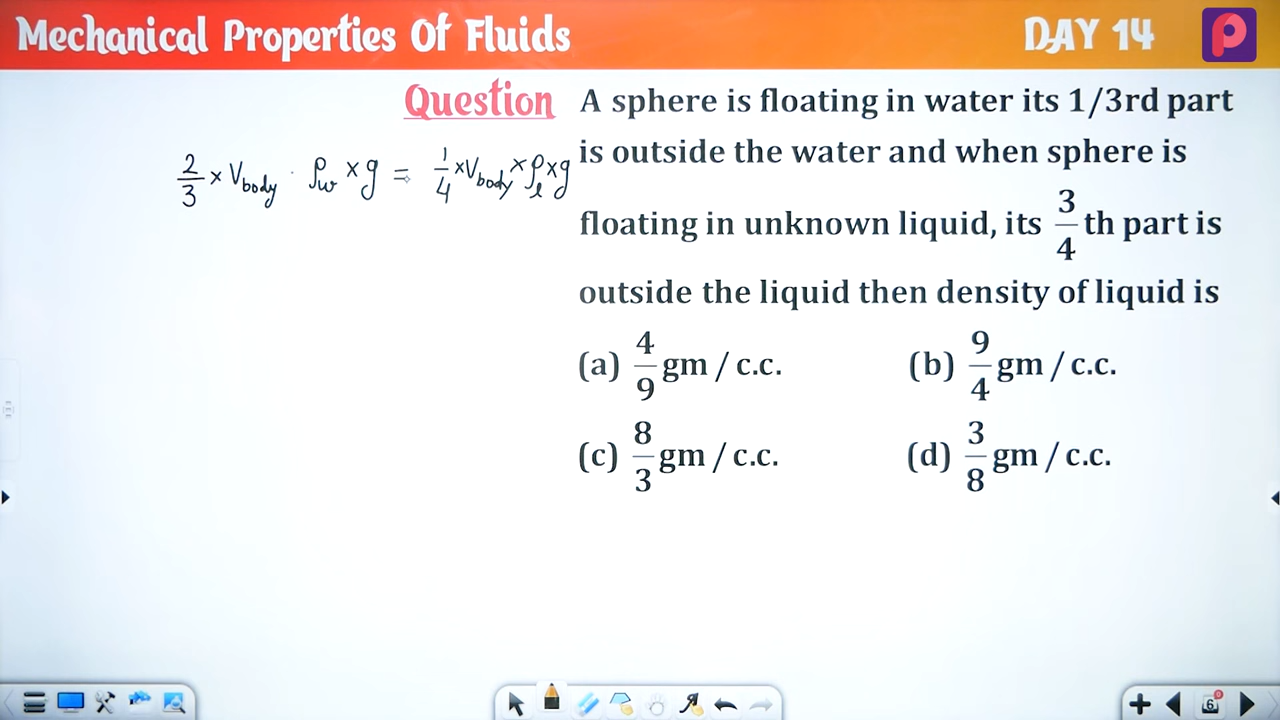 Mechanical Properties Of Fluids
DAY 14
Question A sphere is floating in water its 1/3rd part
is outside the water and when sphere is
floating in unknown liquid, its 3/4 th part is
outside the liquid then density of liquid is
2/3 × V_body · ρ_w × g = 1/4 × V_body × ρ_l × g
(a) 4/9 gm / c.c. (b) 9/4 gm / c.c.
(c) 8/3 gm / c.c. (d) 3/8 gm / c.c.
6
0